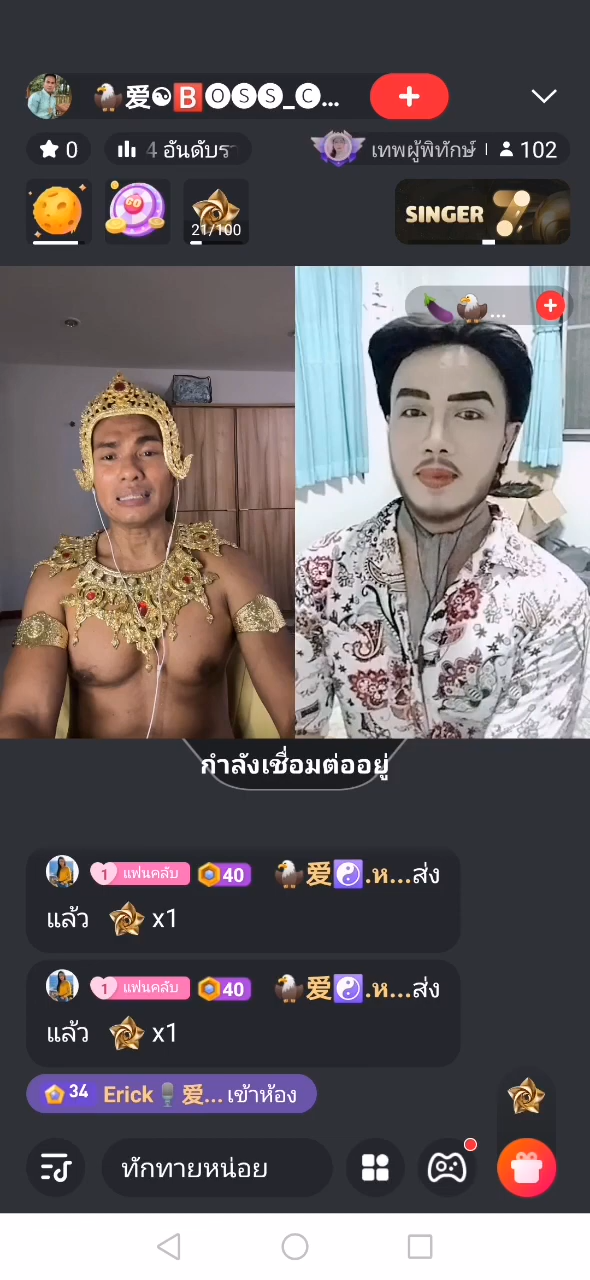 🦅爱☯🅱🅞🅢🅢_🅒...
0
4 อันดับรา
เทพผู้พิทักษ์
102
GO
21/100
SINGER 7
🍆🦅...
กำลังเชื่อมต่ออยู่
1 แฟนคลับ 40 🦅爱☯️.ห...ส่ง
แล้ว x1
1 แฟนคลับ 40 🦅爱☯️.ห...ส่ง
แล้ว x1
34 Erick🎙️爱... เข้าห้อง
ทักทายหน่อย